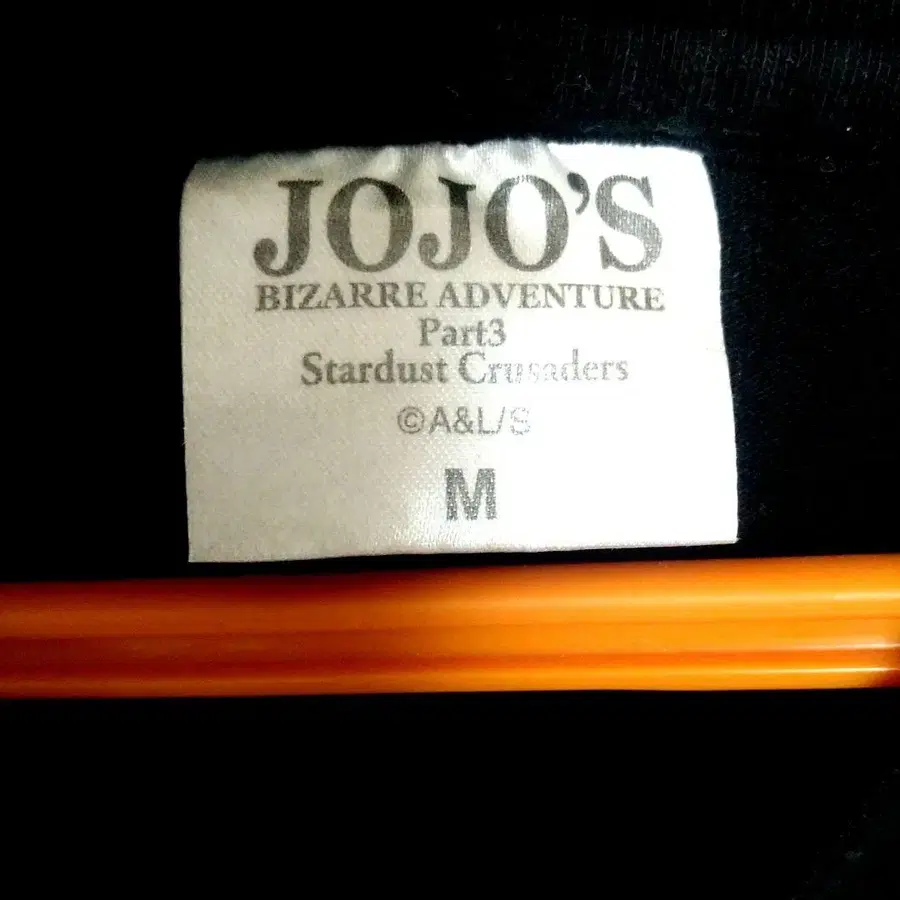 JOJO'S
BIZARRE ADVENTURE
Part3
Stardust Crusaders
©A&L/S
M